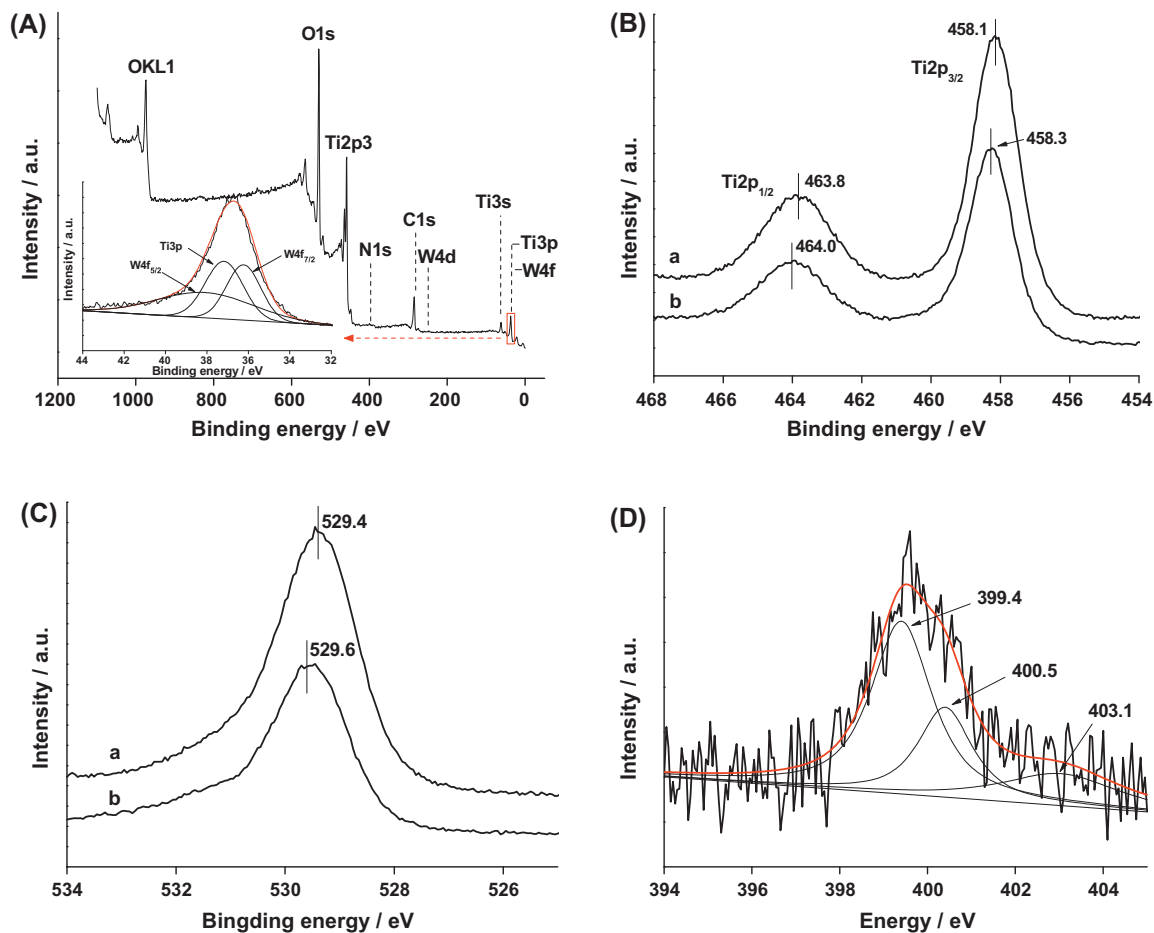 (A)
O1s
OKL1
Ti2p3
Ti3s
C1s
Ti3p
N1s
W4d
W4f
Intensity / a.u.
Intensity / a.u.
Ti3p
W4f7/2
W4f5/2
44 42 40 38 36 34 32
Binding energy / eV
1200 1000 800 600 400 200 0
Binding energy / eV
(B)
458.1
Ti2p3/2
458.3
Ti2p1/2
463.8
a
464.0
b
Intensity / a.u.
468 466 464 462 460 458 456 454
Binding energy / eV
(C)
529.4
529.6
a
b
Intensity / a.u.
534 532 530 528 526
Bingding energy / eV
(D)
399.4
400.5
403.1
Intensity / a.u.
394 396 398 400 402 404
Energy / eV